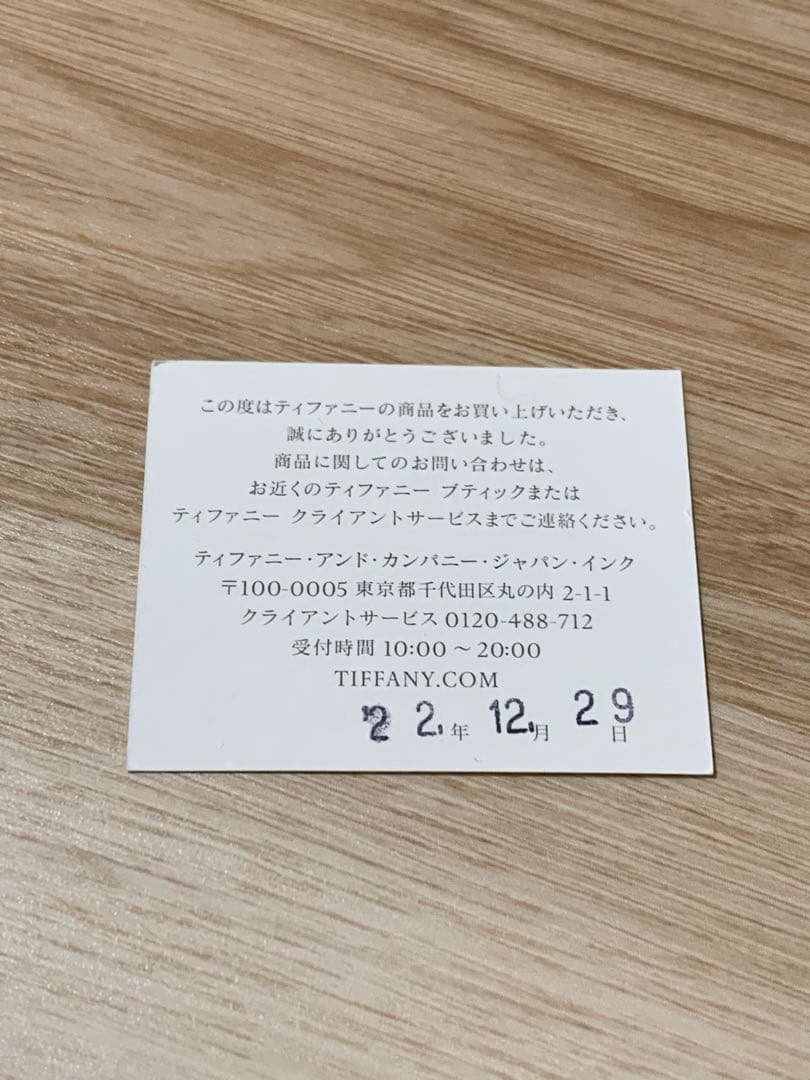 この度はティファニーの商品をお買い上げいただき、
誠にありがとうございました。
商品に関してのお問い合わせは、
お近くのティファニー ブティックまたは
ティファニー クライアントサービスまでご連絡ください。
ティファニー・アンド・カンパニー・ジャパン・インク
〒100-0005 東京都千代田区丸の内 2-1-1
クライアントサービス 0120-488-712
受付時間 10:00 〜 20:00
TIFFANY.COM
'22.年 12.月 29日